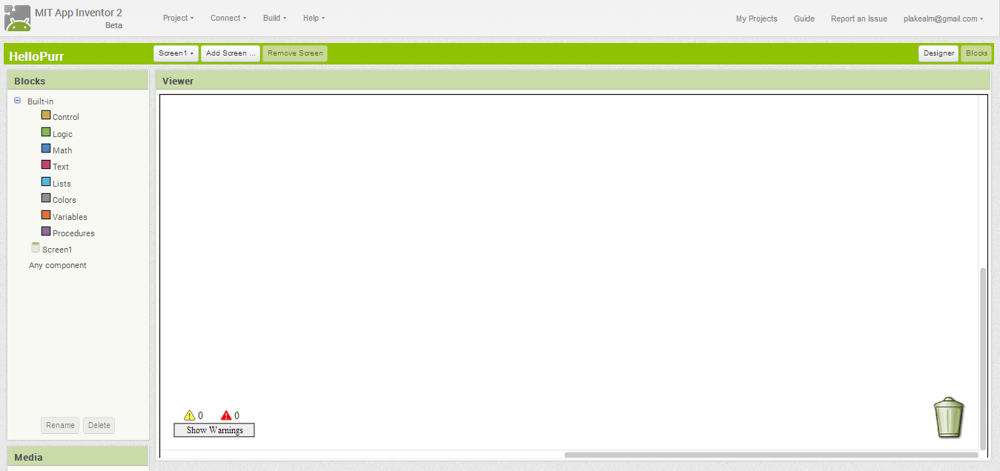 MIT App Inventor 2
Beta
Project Connect Build Help
My Projects Guide Report an Issue plakealm@gmail.com
HelloPurr
Screen1 Add Screen ... Remove Screen
Designer Blocks
Blocks
Built-in
Control
Logic
Math
Text
Lists
Colors
Variables
Procedures
Screen1
Any component
Rename Delete
Media
Viewer
0 0
Show Warnings